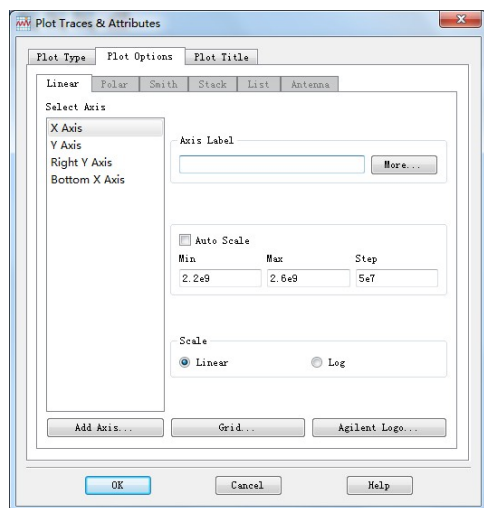 Plot Traces & Attributes
Plot Type Plot Options Plot Title
Linear Polar Smith Stack List Antenna
Select Axis
X Axis
Y Axis
Right Y Axis
Bottom X Axis
Axis Label
More...
Auto Scale
Min Max Step
2.2e9 2.6e9 5e7
Scale
Linear Log
Add Axis... Grid... Agilent Logo...
OK Cancel Help